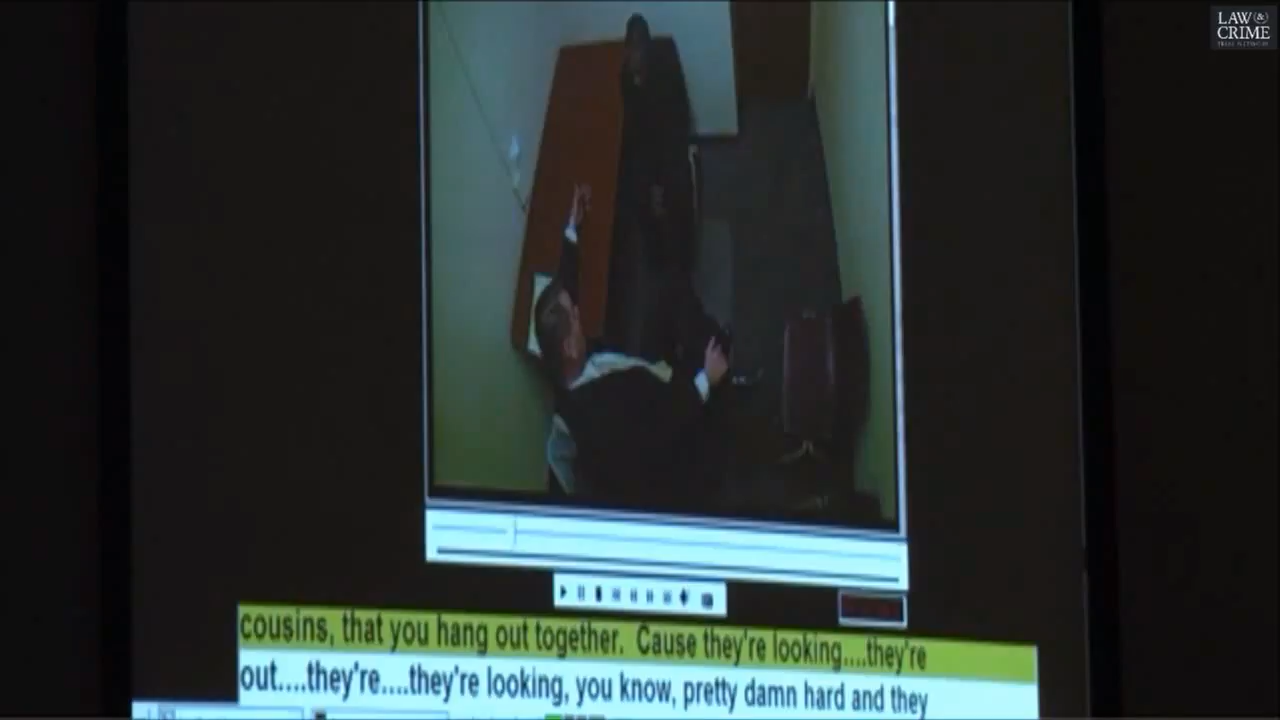 LAW &
CRIME
cousins, that you hang out together. Cause they're looking....they're
out....they're....they're looking, you know, pretty damn hard and they